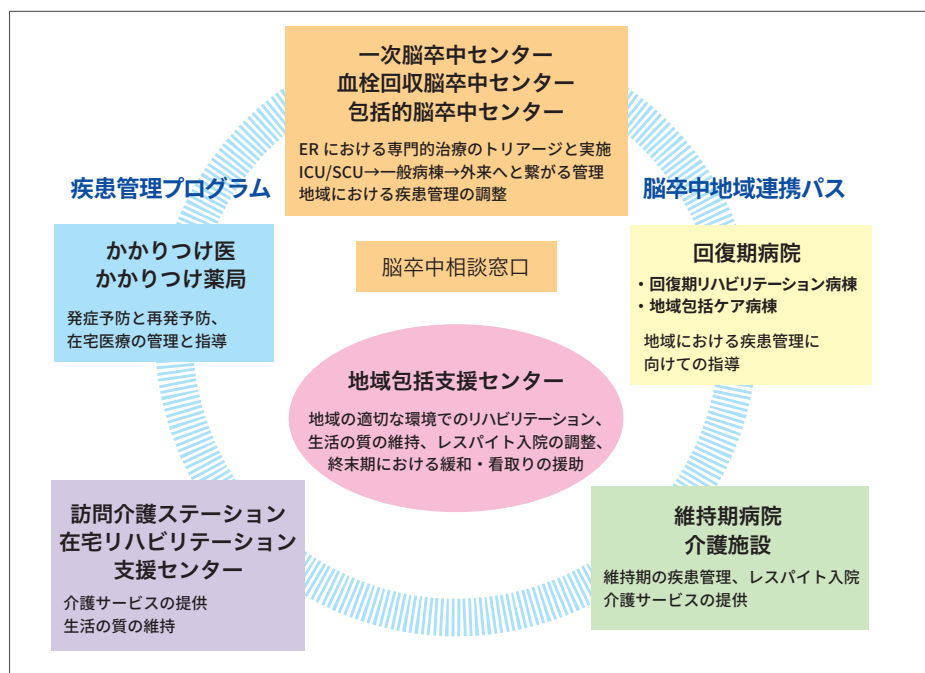 一次脳卒中センター
血栓回収脳卒中センター
包括的脳卒中センター
ER における専門的治療のトリアージと実施
ICU/SCU→一般病棟→外来へと繋がる管理
地域における疾患管理の調整
疾患管理プログラム
脳卒中地域連携パス
かかりつけ医
かかりつけ薬局
発症予防と再発予防、
在宅医療の管理と指導
脳卒中相談窓口
回復期病院
・回復期リハビリテーション病棟
・地域包括ケア病棟
地域における疾患管理に
向けての指導
地域包括支援センター
地域の適切な環境でのリハビリテーション、
生活の質の維持、レスパイト入院の調整、
終末期における緩和・看取りの援助
訪問介護ステーション
在宅リハビリテーション
支援センター
介護サービスの提供
生活の質の維持
維持期病院
介護施設
維持期の疾患管理、レスパイト入院
介護サービスの提供